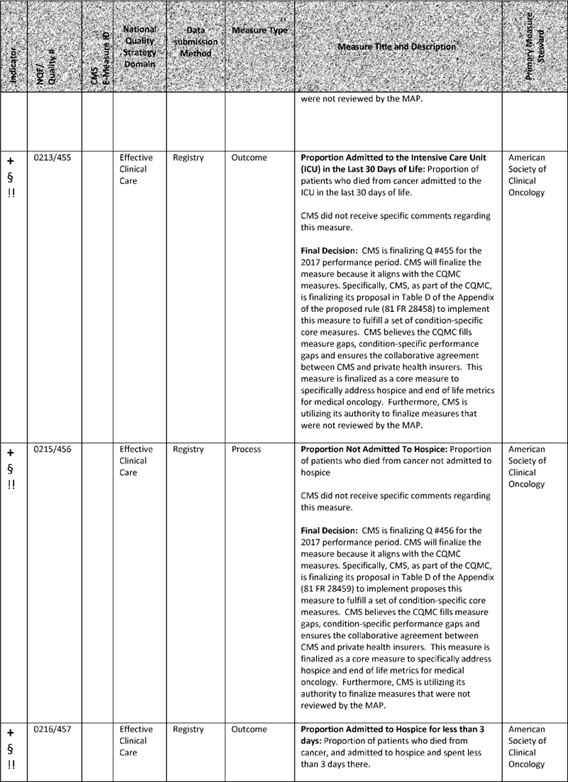 Indicator
NQF/
Quality #
CMS
E-Measure ID
National
Quality
Strategy
Domain
Data
submission
Method
Measure Type
Measure Title and Description
Primary Measure
Steward
were not reviewed by the MAP.
+
§
!!
0213/455
Effective
Clinical
Care
Registry
Outcome
Proportion Admitted to the Intensive Care Unit
(ICU) in the Last 30 Days of Life: Proportion of
patients who died from cancer admitted to the
ICU in the last 30 days of life.
CMS did not receive specific comments regarding
this measure.
Final Decision: CMS is finalizing Q #455 for the
2017 performance period. CMS will finalize the
measure because it aligns with the CQMC
measures. Specifically, CMS, as part of the CQMC,
is finalizing its proposal in Table D of the Appendix
of the proposed rule (81 FR 28458) to implement
this measure to fulfill a set of condition-specific
core measures. CMS believes the CQMC fills
measure gaps, condition-specific performance
gaps and ensures the collaborative agreement
between CMS and private health insurers. This
measure is finalized as a core measure to
specifically address hospice and end of life metrics
for medical oncology. Furthermore, CMS is
utilizing its authority to finalize measures that
were not reviewed by the MAP.
American
Society of
Clinical
Oncology
+
§
!!
0215/456
Effective
Clinical
Care
Registry
Process
Proportion Not Admitted To Hospice: Proportion
of patients who died from cancer not admitted to
hospice
CMS did not receive specific comments regarding
this measure.
Final Decision: CMS is finalizing Q #456 for the
2017 performance period. CMS will finalize the
measure because it aligns with the CQMC
measures. Specifically, CMS, as part of the CQMC,
is finalizing its proposal in Table D of the Appendix
(81 FR 28459) to implement proposes this
measure to fulfill a set of condition-specific core
measures. CMS believes the CQMC fills measure
gaps, condition-specific performance gaps and
ensures the collaborative agreement between
CMS and private health insurers. This measure is
finalized as a core measure to specifically address
hospice and end of life metrics for medical
oncology. Furthermore, CMS is utilizing its
authority to finalize measures that were not
reviewed by the MAP.
American
Society of
Clinical
Oncology
+
§
!!
0216/457
Effective
Clinical
Care
Registry
Outcome
Proportion Admitted to Hospice for less than 3
days: Proportion of patients who died from
cancer, and admitted to hospice and spent less
than 3 days there.
American
Society of
Clinical
Oncology